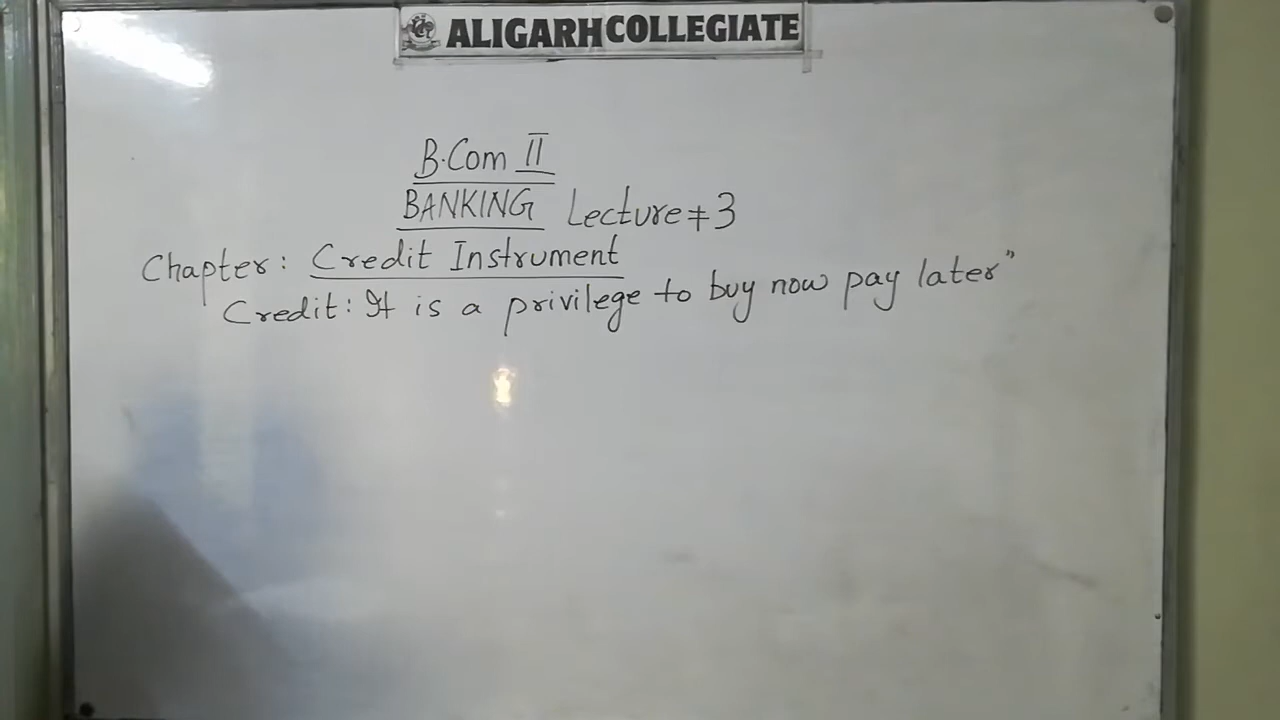 ALIGARH COLLEGIATE
B.Com II
BANKING Lecture # 3
Chapter: Credit Instrument
Credit: It is a privilege to buy now pay later"